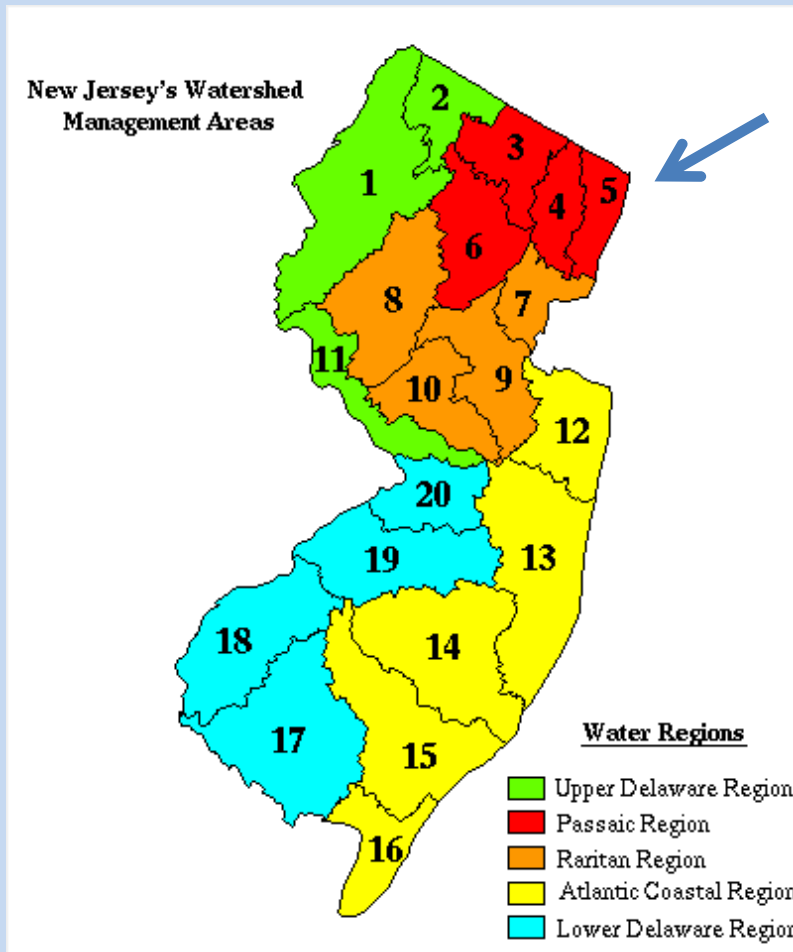 New Jersey's Watershed
Management Areas
2
3
1
5
4
6
8
7
11
10
9
12
20
13
19
14
18
17
15
16
Water Regions
Upper Delaware Region
Passaic Region
Raritan Region
Atlantic Coastal Region
Lower Delaware Region